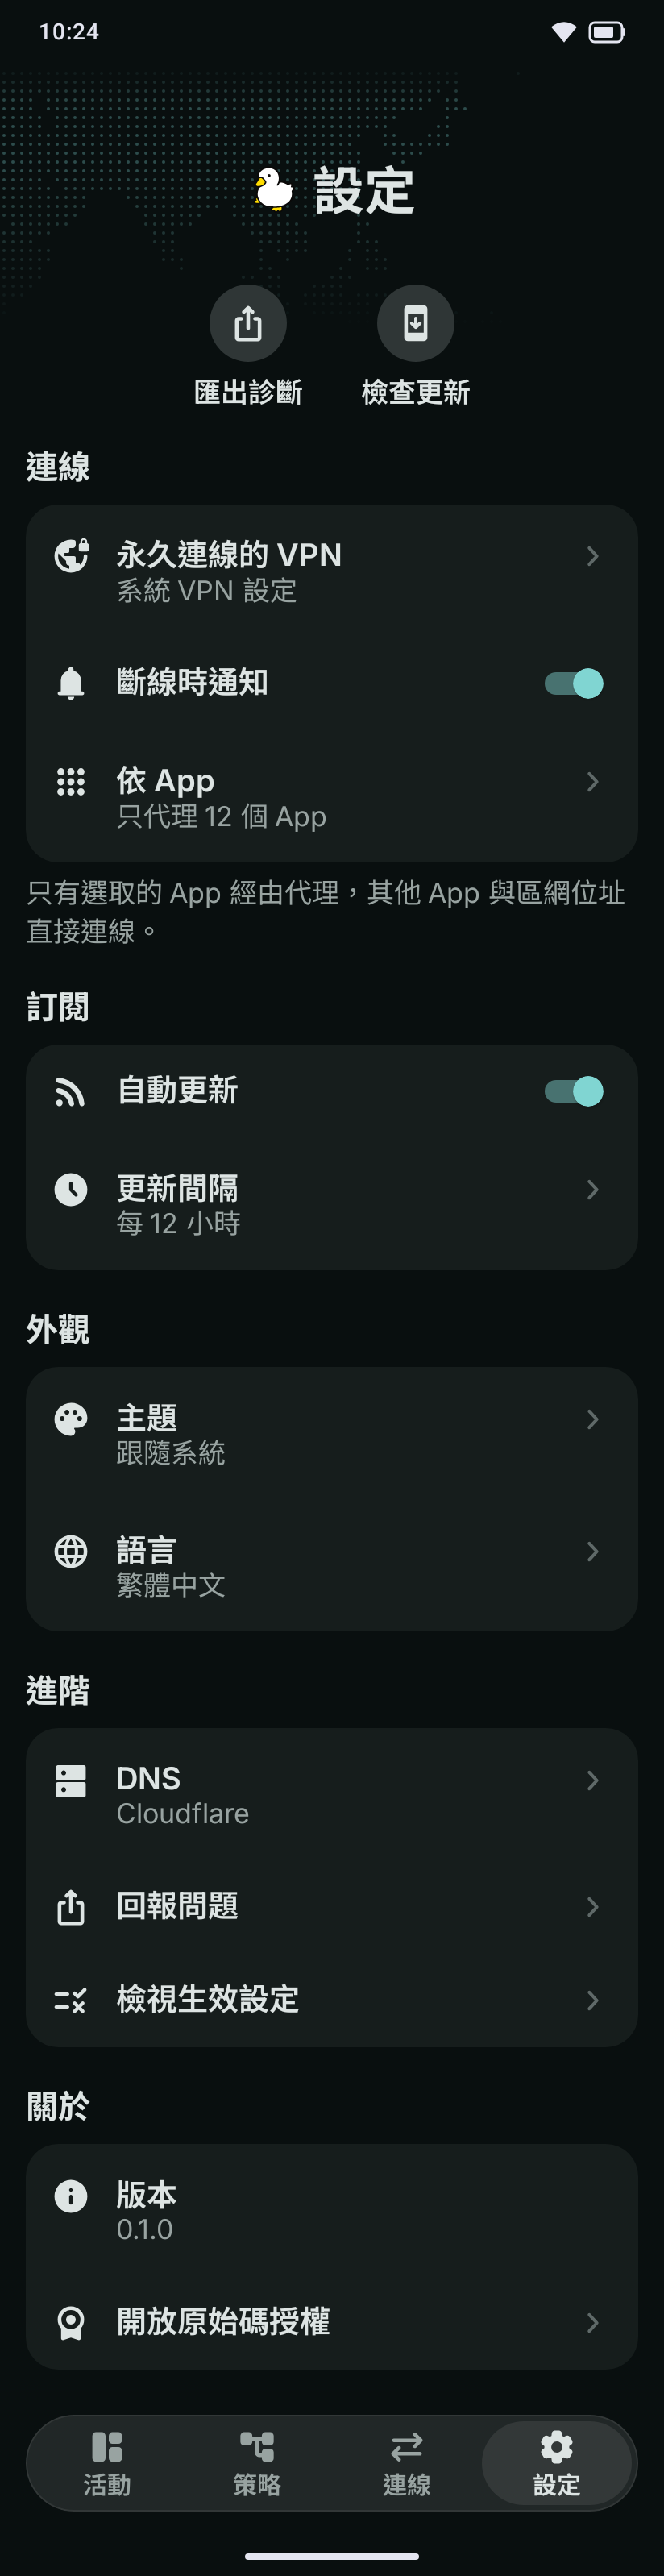 10:24
設定
匯出診斷
檢查更新
連線
永久連線的 VPN
系統 VPN 設定
斷線時通知
依 App
只代理 12 個 App
只有選取的 App 經由代理，其他 App 與區網位址
直接連線。
訂閱
自動更新
更新間隔
每 12 小時
外觀
主題
跟隨系統
語言
繁體中文
進階
DNS
Cloudflare
回報問題
檢視生效設定
關於
版本
0.1.0
開放原始碼授權
活動
策略
連線
設定